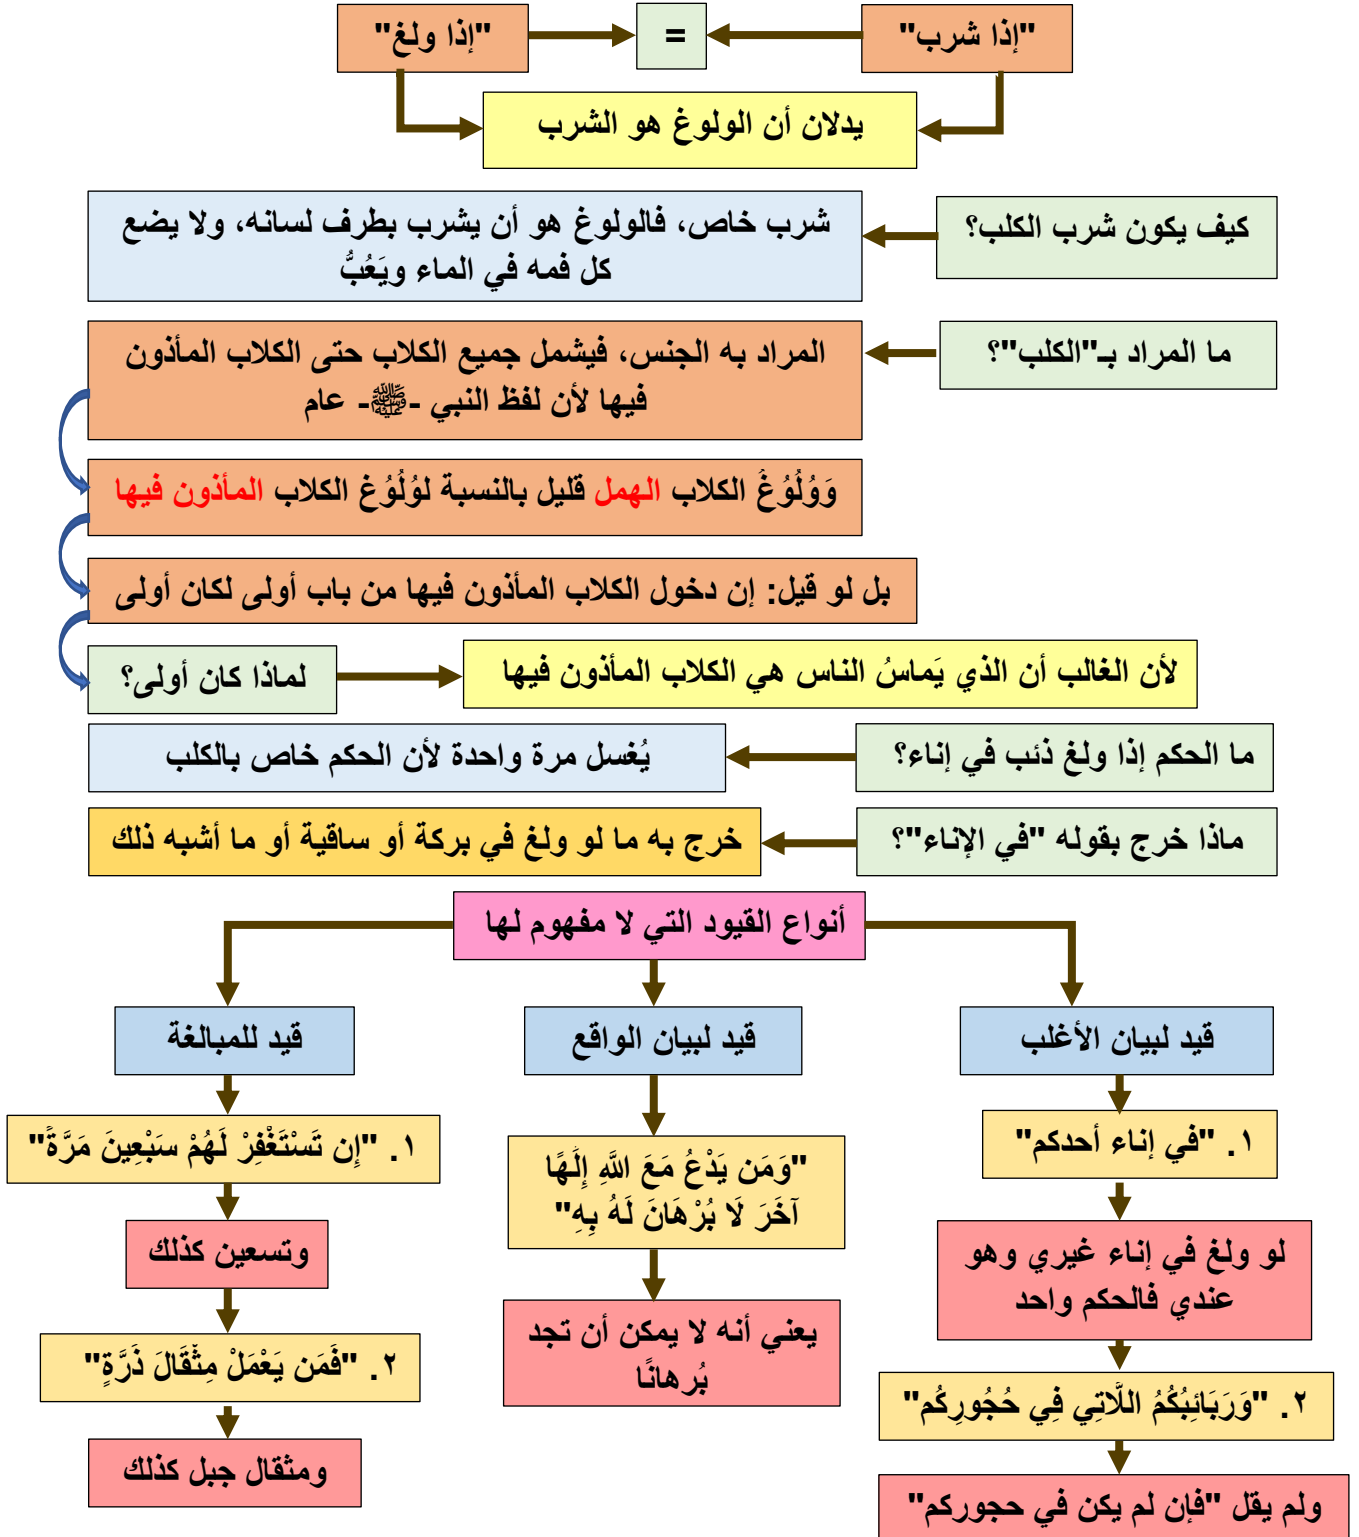 "إذا شرب"
=
"إذا ولغ"
يدلان أن الولوغ هو الشرب
كيف يكون شرب الكلب؟
شرب خاص، فالولوغ هو أن يشرب بطرف لسانه، ولا يضع
كل فمه في الماء ويَعُبُّ
ما المراد بـ"الكلب"؟
المراد به الجنس، فيشمل جميع الكلاب حتى الكلاب المأذون
فيها لأن لفظ النبي -ﷺ- عام
وَوُلُوُغُ الكلاب الهمل قليل بالنسبة لوُلُوُغ الكلاب المأذون فيها
بل لو قيل: إن دخول الكلاب المأذون فيها من باب أولى لكان أولى
لماذا كان أولى؟
لأن الغالب أن الذي يَماسُ الناس هي الكلاب المأذون فيها
ما الحكم إذا ولغ ذئب في إناء؟
يُغسل مرة واحدة لأن الحكم خاص بالكلب
ماذا خرج بقوله "في الإناء"؟
خرج به ما لو ولغ في بركة أو ساقية أو ما أشبه ذلك
أنواع القيود التي لا مفهوم لها
قيد لبيان الأغلب
١. "في إناء أحدكم"
لو ولغ في إناء غيري وهو
عندي فالحكم واحد
٢. "وَرَبَائِبُكُمُ اللَّاتِي فِي حُجُورِكُم"
ولم يقل "فإن لم يكن في حجوركم"
قيد لبيان الواقع
"وَمَن يَدْعُ مَعَ اللَّهِ إِلَٰهًا
آخَرَ لَا بُرْهَانَ لَهُ بِهِ"
يعني أنه لا يمكن أن تجد
بُرهانًا
قيد للمبالغة
١. "إِن تَسْتَغْفِرْ لَهُمْ سَبْعِينَ مَرَّةً"
وتسعين كذلك
٢. "فَمَن يَعْمَلْ مِثْقَالَ ذَرَّةٍ"
ومثقال جبل كذلك